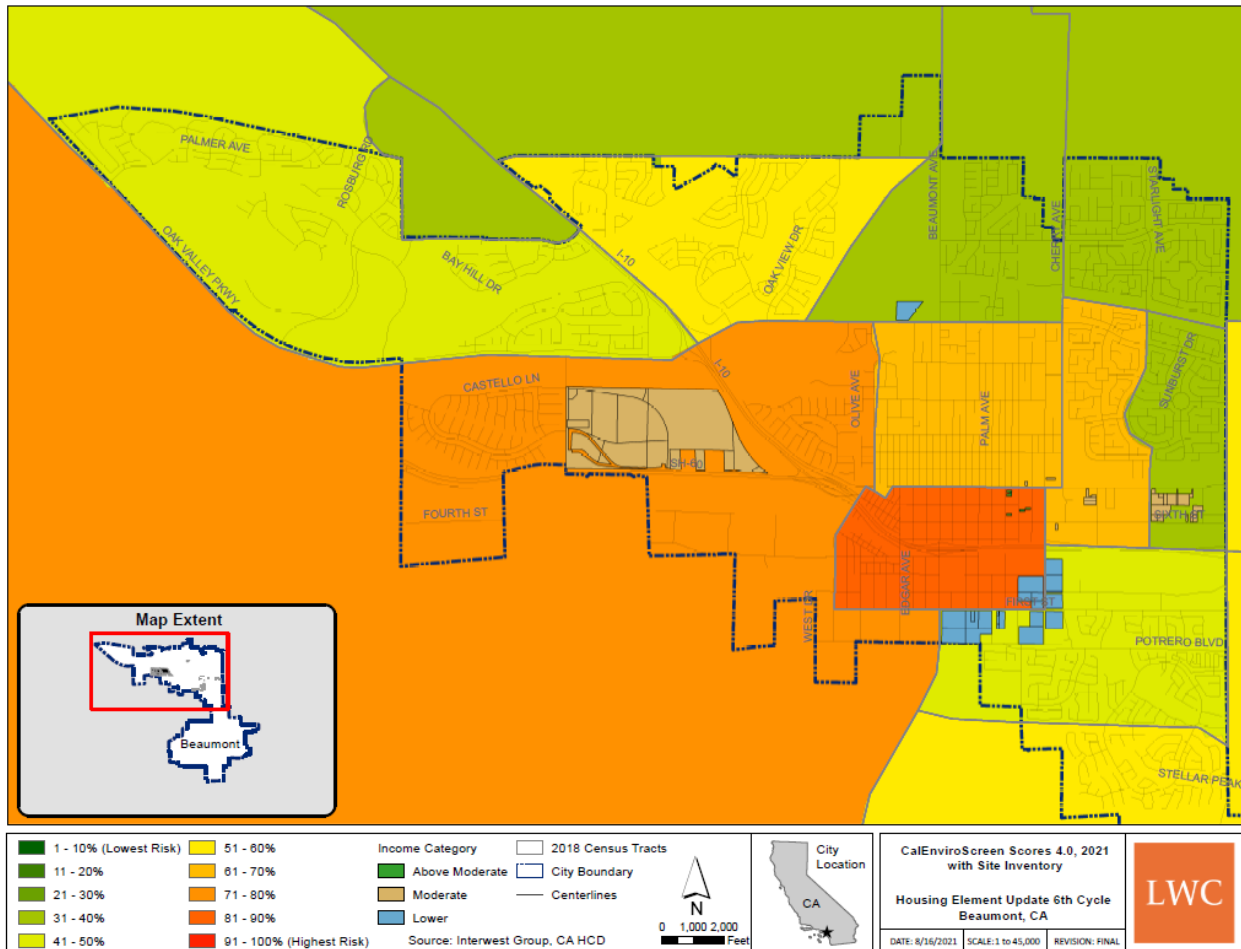 PALMER AVE
ROSBURG RD
OAK VALLEY PKWY
BAY HILL DR
I-10
OAK VIEW DR
BEAUMONT AVE
CHERRY AVE
STARLIGHT AVE
SUNBURST DR
CASTELLO LN
I-10
OLIVE AVE
PALM AVE
SH-60
FOURTH ST
SIXTH ST
EDGAR AVE
WEST DR
FIRST ST
POTRERO BLVD
STELLAR PEAK
Map Extent
Beaumont
1 - 10% (Lowest Risk)
11 - 20%
21 - 30%
31 - 40%
41 - 50%
51 - 60%
61 - 70%
71 - 80%
81 - 90%
91 - 100% (Highest Risk)
Income Category
Above Moderate
Moderate
Lower
2018 Census Tracts
City Boundary
Centerlines
Source: Interwest Group, CA HCD
N
0 1,000 2,000
Feet
City
Location
CA
CalEnviroScreen Scores 4.0, 2021
with Site Inventory
Housing Element Update 6th Cycle
Beaumont, CA
DATE: 8/16/2021 SCALE:1 to 45,000 REVISION: FINAL
LWC